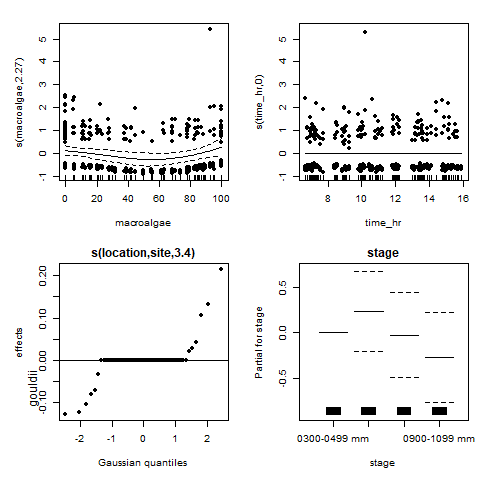 s(macroalgae,2.27)
5
4
3
2
1
0
-1
0 20 40 60 80 100
macroalgae
s(time_hr,0)
5
4
3
2
1
0
-1
8 10 12 14 16
time_hr
s(location,site,3.4)
effects
gouldii
0.20
0.10
0.00
-0.10
-2 -1 0 1 2
Gaussian quantiles
stage
Partial for stage
0.5
0.0
-0.5
0300-0499 mm 0900-1099 mm
stage